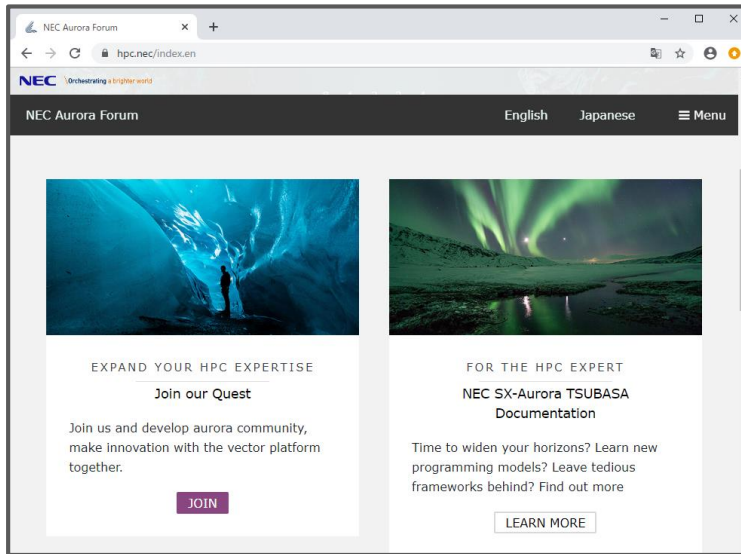 NEC Aurora Forum
hpc.nec/index.en
NEC \Orchestrating a brighter world
NEC Aurora Forum
English
Japanese
Menu
EXPAND YOUR HPC EXPERTISE
Join our Quest
Join us and develop aurora community,
make innovation with the vector platform
together.
JOIN
FOR THE HPC EXPERT
NEC SX-Aurora TSUBASA
Documentation
Time to widen your horizons? Learn new
programming models? Leave tedious
frameworks behind? Find out more
LEARN MORE